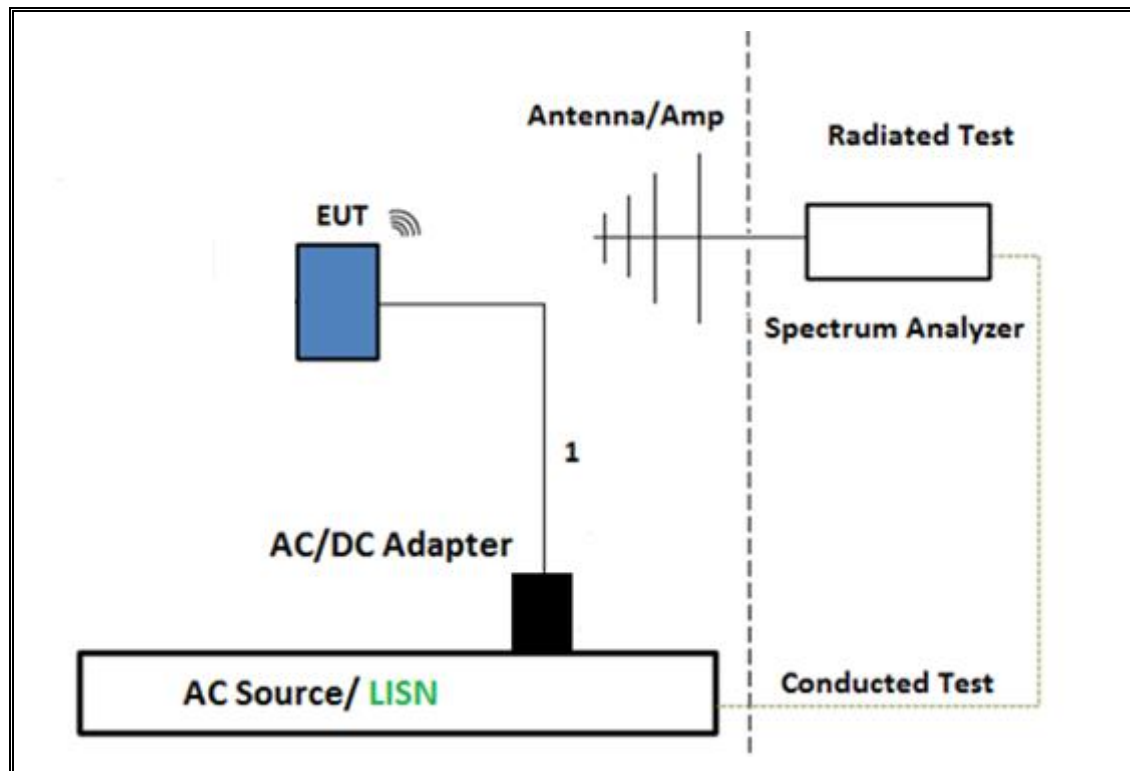 Antenna/Amp
Radiated Test
EUT
Spectrum Analyzer
1
AC/DC Adapter
AC Source/ LISN
Conducted Test